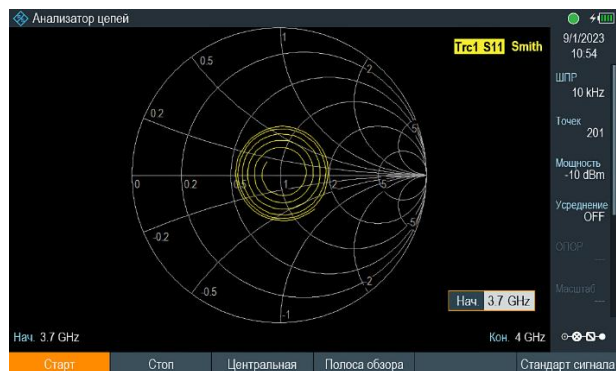 Анализатор цепей
Trc1 S11 Smith
1
0.5
2
0.2
5
0
0.2
0.5
1
2
5
-0.2
-5
-0.5
-2
-1
Нач. 3.7 GHz
Нач. 3.7 GHz
Кон. 4 GHz
9/1/2023
10:54
ШПР
10 kHz
Точек
201
Мощность
-10 dBm
Усреднение
OFF
ОПОР
---
Масштаб
---
Старт
Стоп
Центральная
Полоса обзора
Стандарт сигнала